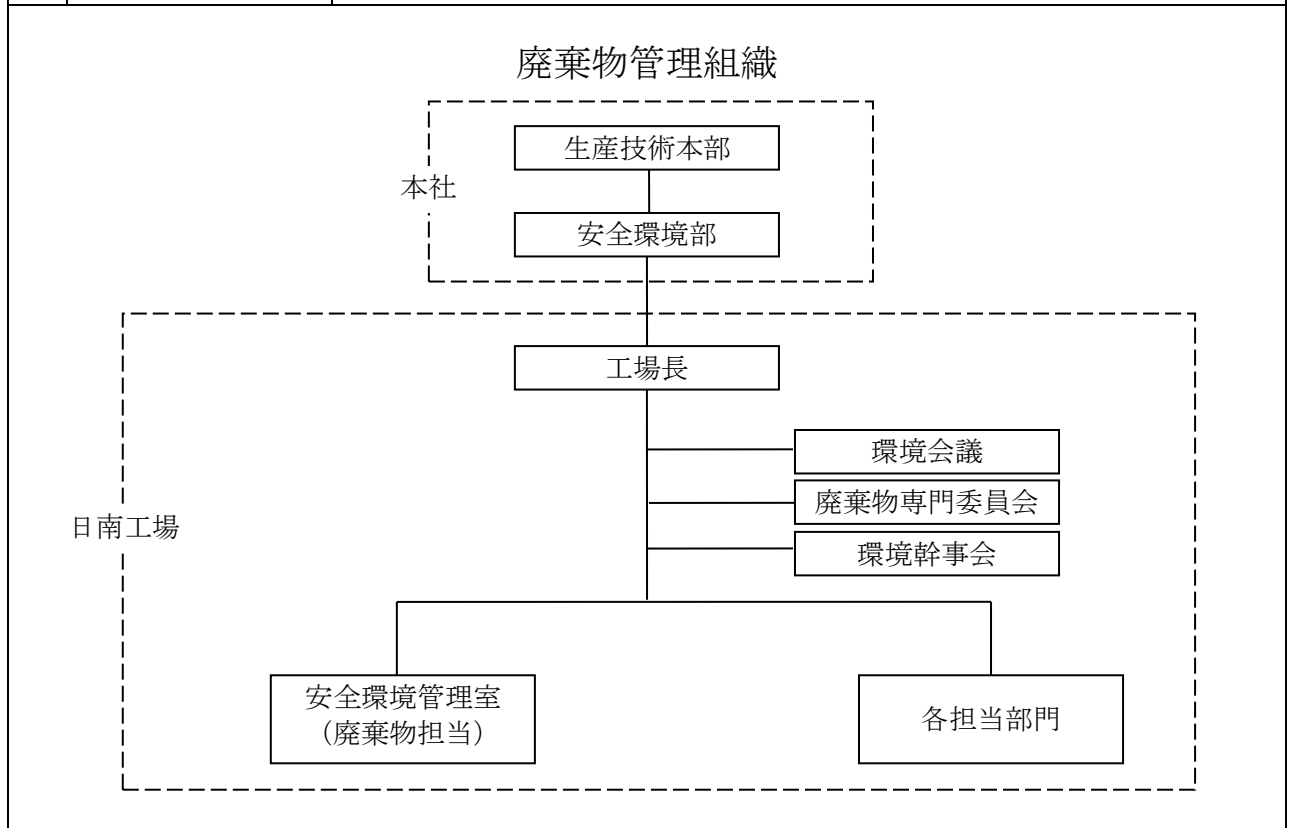 廃棄物管理組織
生産技術本部
本社
安全環境部
工場長
環境会議
廃棄物専門委員会
日南工場
環境幹事会
安全環境管理室
（廃棄物担当）
各担当部門